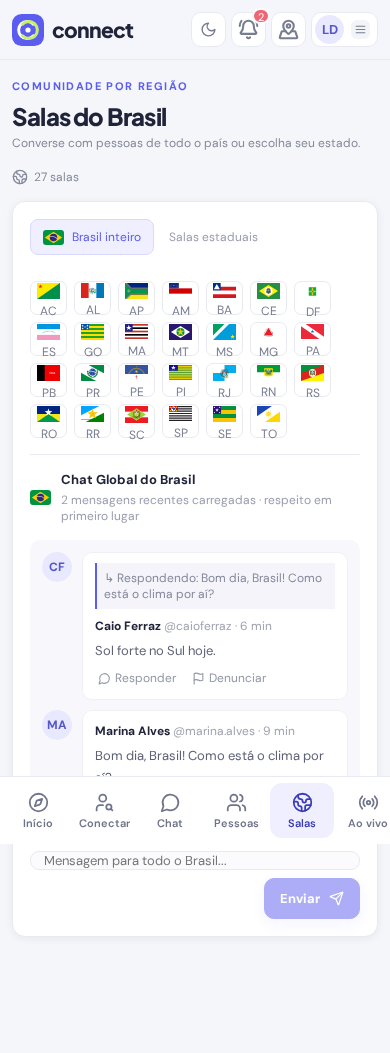 connect
2
LD
COMUNIDADE POR REGIÃO
Salas do Brasil
Converse com pessoas de todo o país ou escolha seu estado.
27 salas
Brasil inteiro
Salas estaduais
AC AL AP AM BA CE DF
ES GO MA MT MS MG PA
PB PR PE PI RJ RN RS
RO RR SC SP SE TO
Chat Global do Brasil
2 mensagens recentes carregadas · respeito em
primeiro lugar
CF
↳ Respondendo: Bom dia, Brasil! Como
está o clima por aí?
Caio Ferraz @caioferraz · 6 min
Sol forte no Sul hoje.
Responder Denunciar
MA
Marina Alves @marina.alves · 9 min
Bom dia, Brasil! Como está o clima por
aí?
Início Conectar Chat Pessoas Salas Ao vivo
Mensagem para todo o Brasil...
Enviar